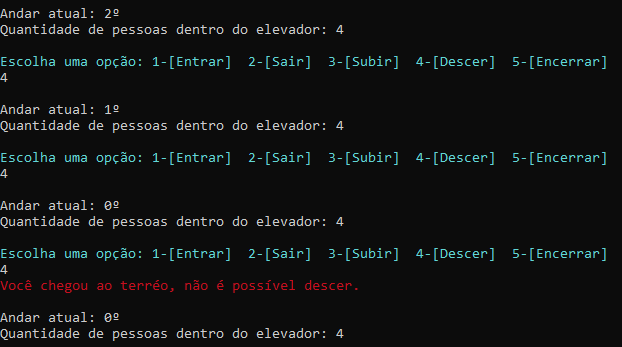 Andar atual: 2º
Quantidade de pessoas dentro do elevador: 4
Escolha uma opção: 1-[Entrar]  2-[Sair]  3-[Subir]  4-[Descer]  5-[Encerrar]
4
Andar atual: 1º
Quantidade de pessoas dentro do elevador: 4
Escolha uma opção: 1-[Entrar]  2-[Sair]  3-[Subir]  4-[Descer]  5-[Encerrar]
4
Andar atual: 0º
Quantidade de pessoas dentro do elevador: 4
Escolha uma opção: 1-[Entrar]  2-[Sair]  3-[Subir]  4-[Descer]  5-[Encerrar]
4
Você chegou ao terréo, não é possível descer.
Andar atual: 0º
Quantidade de pessoas dentro do elevador: 4